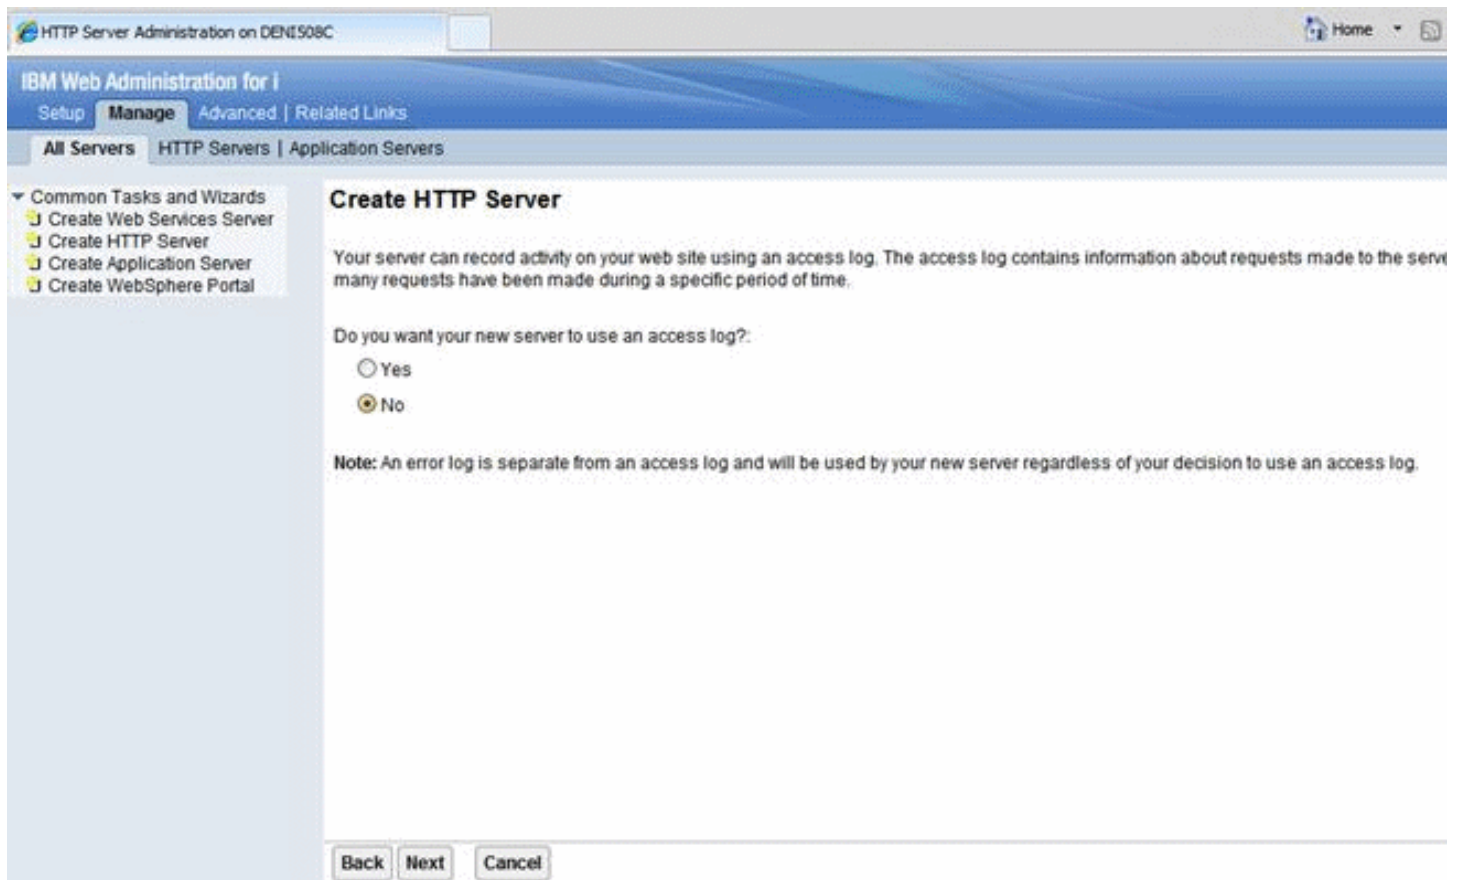 HTTP Server Administration on DENI508C
Home
IBM Web Administration for i
Setup Manage Advanced | Related Links
All Servers HTTP Servers | Application Servers
Common Tasks and Wizards
Create Web Services Server
Create HTTP Server
Create Application Server
Create WebSphere Portal
Create HTTP Server
Your server can record activity on your web site using an access log. The access log contains information about requests made to the serve
many requests have been made during a specific period of time.
Do you want your new server to use an access log?:
Yes
No
Note: An error log is separate from an access log and will be used by your new server regardless of your decision to use an access log.
Back Next Cancel